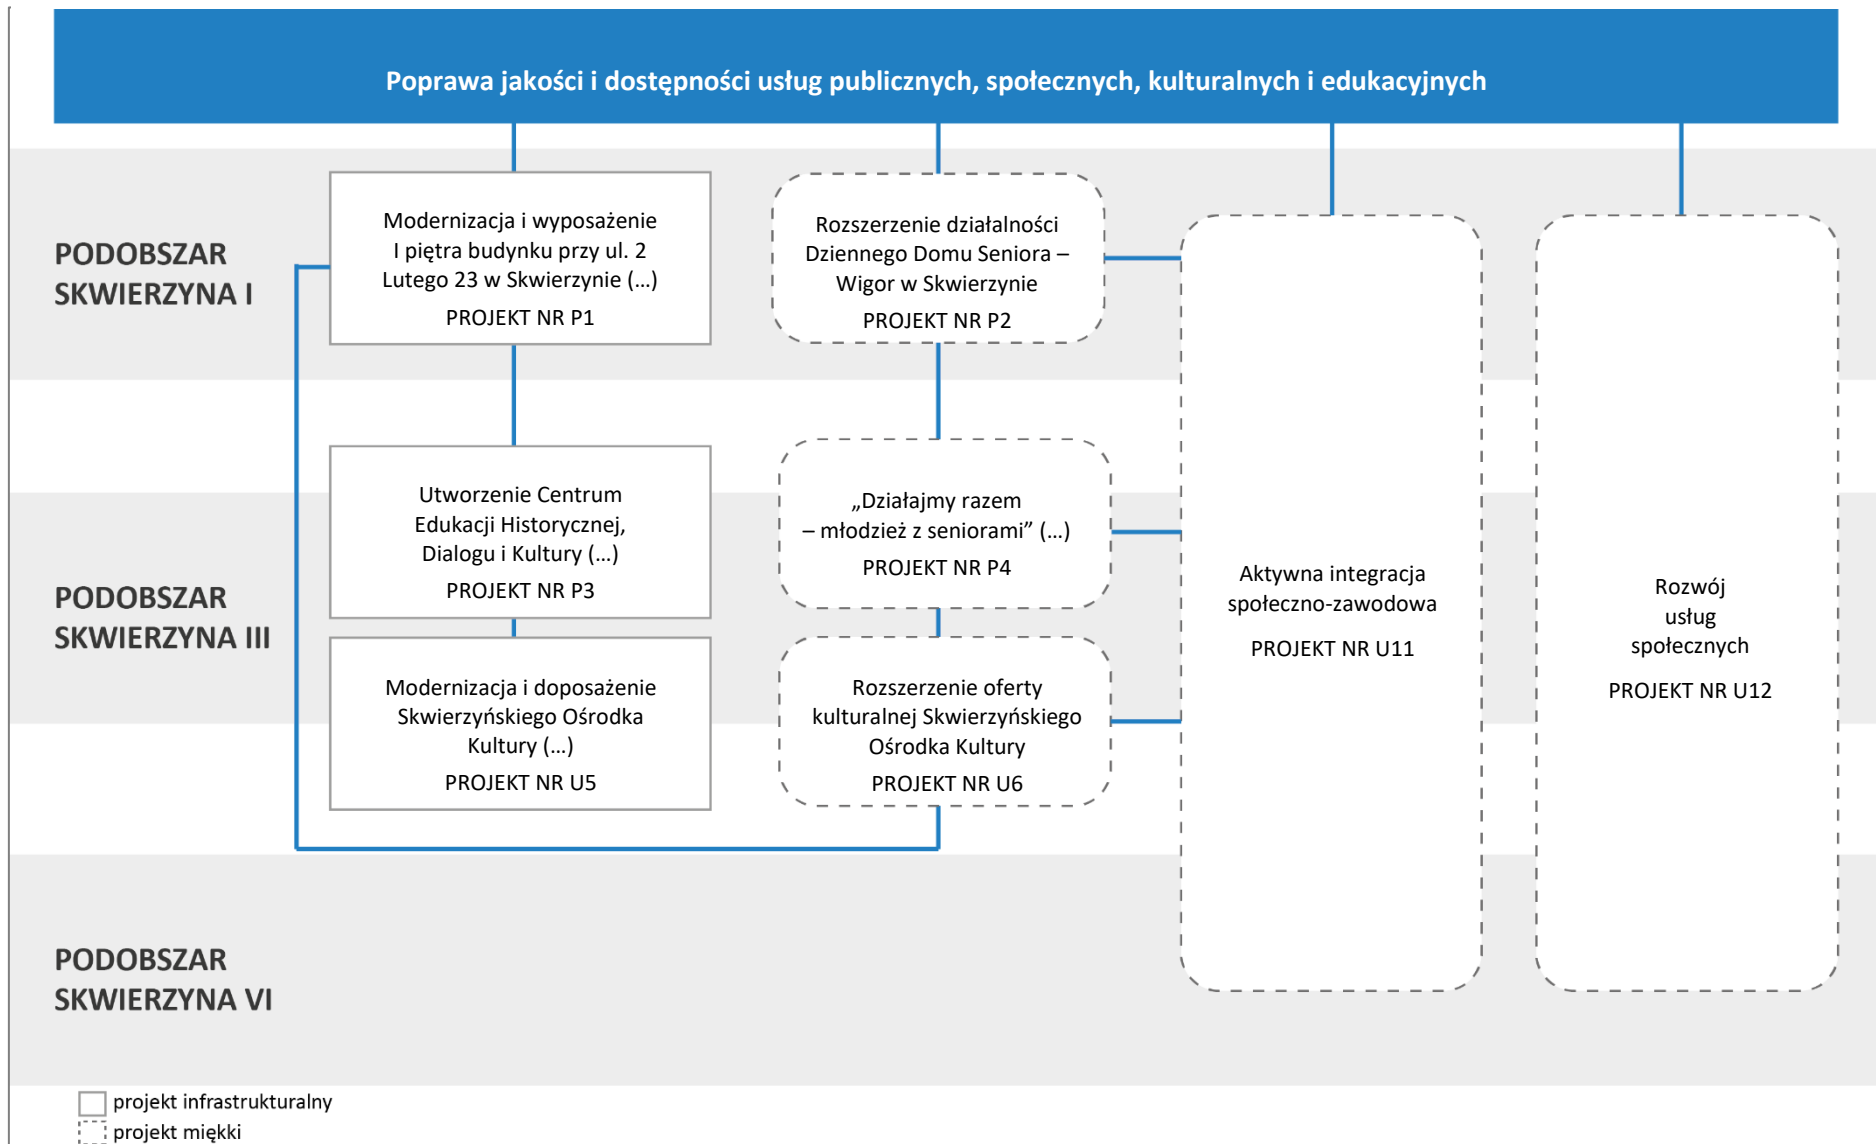 Poprawa jakości i dostępności usług publicznych, społecznych, kulturalnych i edukacyjnych
PODOBSZAR
SKWIERZYNA I
Modernizacja i wyposażenie
I piętra budynku przy ul. 2
Lutego 23 w Skwierzynie (...)
PROJEKT NR P1
Rozszerzenie działalności
Dziennego Domu Seniora –
Wigor w Skwierzynie
PROJEKT NR P2
PODOBSZAR
SKWIERZYNA III
Utworzenie Centrum
Edukacji Historycznej,
Dialogu i Kultury (...)
PROJEKT NR P3
„Działajmy razem
– młodzież z seniorami” (...)
PROJEKT NR P4
Modernizacja i doposażenie
Skwierzyńskiego Ośrodka
Kultury (...)
PROJEKT NR U5
Rozszerzenie oferty
kulturalnej Skwierzyńskiego
Ośrodka Kultury
PROJEKT NR U6
Aktywna integracja
społeczno-zawodowa
PROJEKT NR U11
Rozwój
usług
społecznych
PROJEKT NR U12
PODOBSZAR
SKWIERZYNA VI
projekt infrastrukturalny
projekt miękki